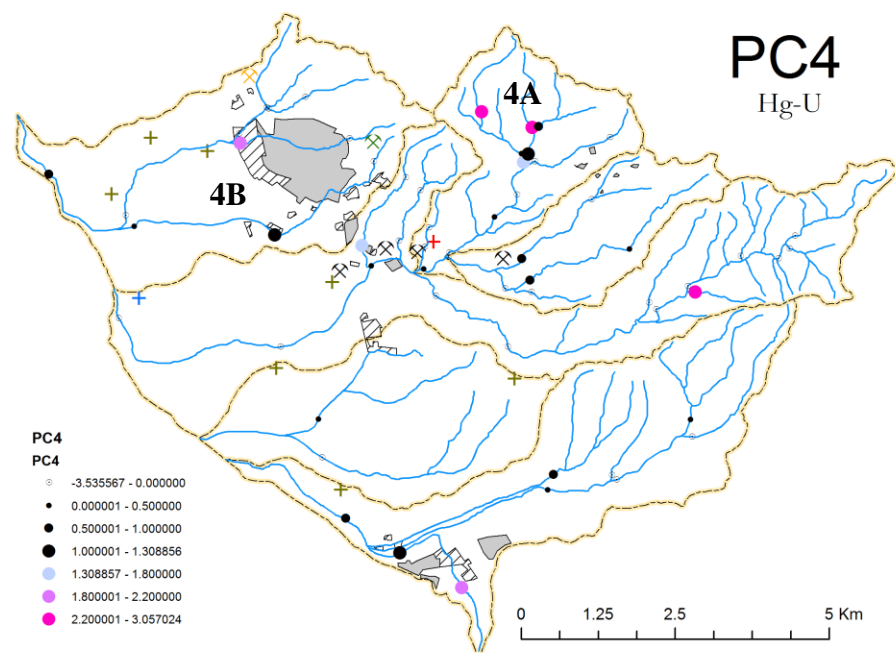 PC4
Hg-U
4A
4B
PC4
PC4
-3.535567 - 0.000000
0.000001 - 0.500000
0.500001 - 1.000000
1.000001 - 1.308856
1.308857 - 1.800000
1.800001 - 2.200000
2.200001 - 3.057024
0 1.25 2.5 5 Km